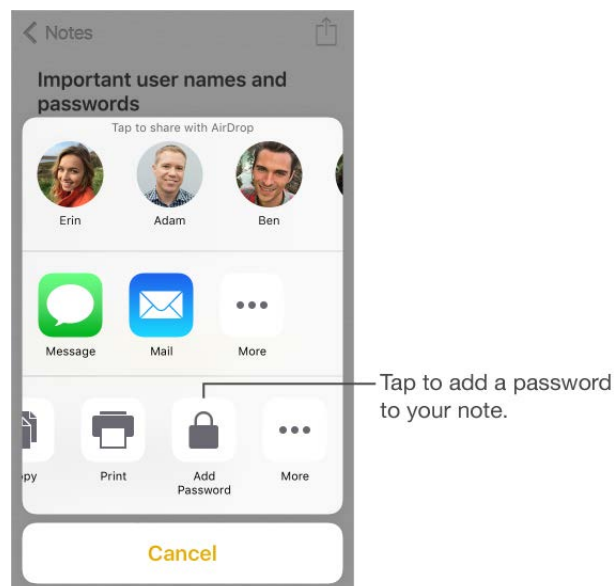 Notes
Important user names and
passwords
Tap to share with AirDrop
Erin Adam Ben
Message Mail More
Tap to add a password
to your note.
py Print Add More
Password
Cancel